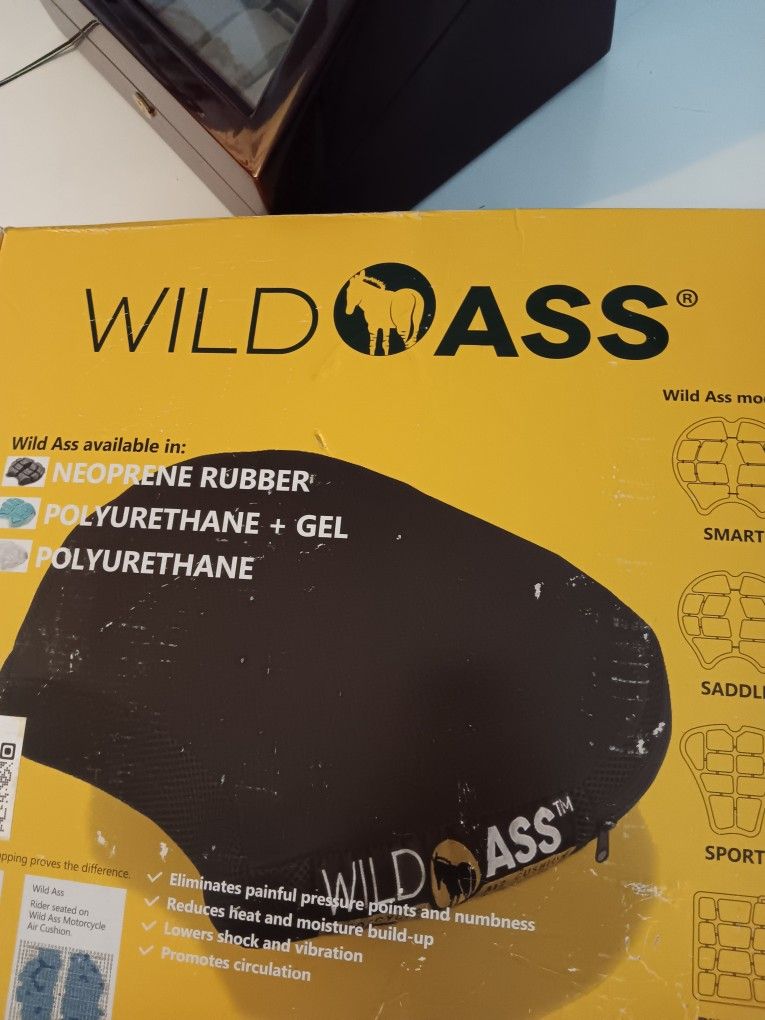 WILD ASS®
Wild Ass available in:
NEOPRENE RUBBER
POLYURETHANE + GEL
POLYURETHANE
SMART
SPORT
WILD ASS™
AIR CUSHION
proves the difference.
Wild Ass
Rider seated on
Wild Ass Motorcycle
Air Cushion.
✓ Eliminates painful pressure points and numbness
✓ Reduces heat and moisture build-up
✓ Lowers shock and vibration
✓ Promotes circulation